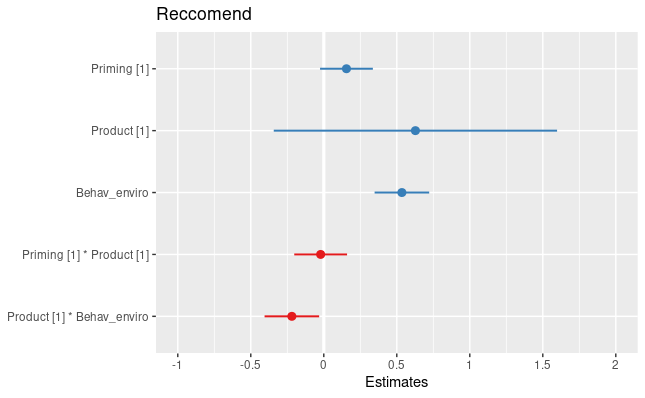 Reccomend
Priming [1]
Product [1]
Behav_enviro
Priming [1] * Product [1]
Product [1] * Behav_enviro
-1 -0.5 0 0.5 1 1.5 2
Estimates